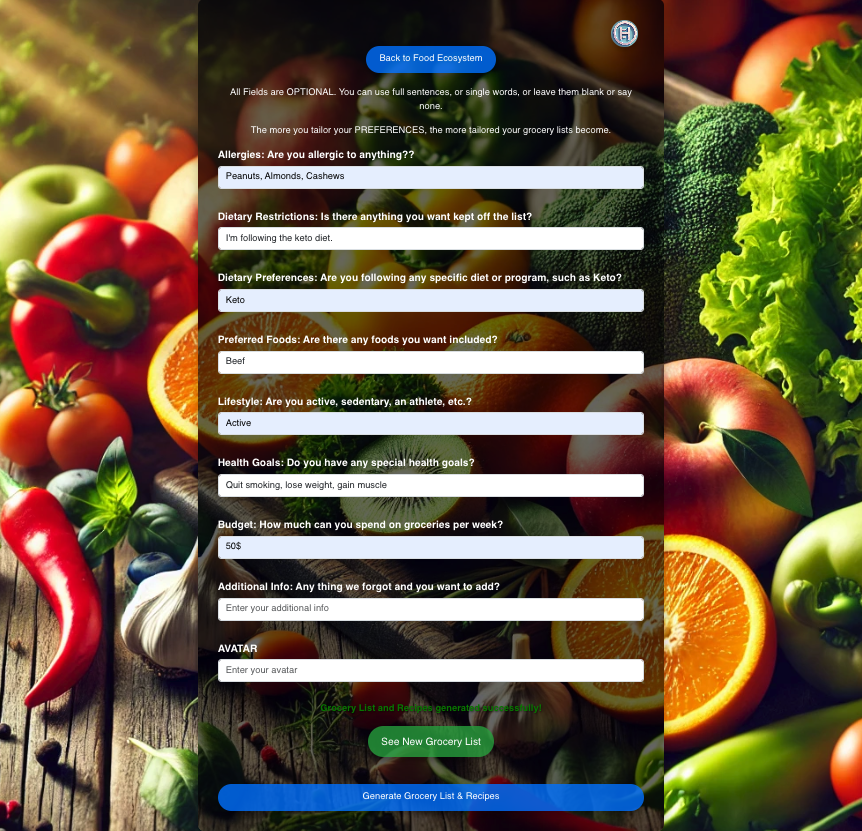 H
Back to Food Ecosystem
All Fields are OPTIONAL. You can use full sentences, or single words, or leave them blank or say
none.
The more you tailor your PREFERENCES, the more tailored your grocery lists become.
Allergies: Are you allergic to anything??
Peanuts, Almonds, Cashews
Dietary Restrictions: Is there anything you want kept off the list?
I'm following the keto diet.
Dietary Preferences: Are you following any specific diet or program, such as Keto?
Keto
Preferred Foods: Are there any foods you want included?
Beef
Lifestyle: Are you active, sedentary, an athlete, etc.?
Active
Health Goals: Do you have any special health goals?
Quit smoking, lose weight, gain muscle
Budget: How much can you spend on groceries per week?
50$
Additional Info: Any thing we forgot and you want to add?
Enter your additional info
AVATAR
Enter your avatar
Grocery List and Recipes generated successfully!
See New Grocery List
Generate Grocery List & Recipes